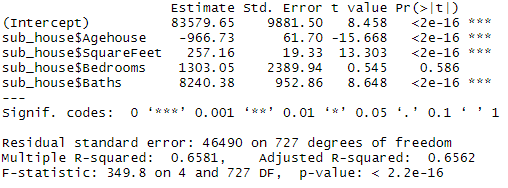 Estimate Std. Error t value Pr(>|t|)
(Intercept) 83579.65 9881.50 8.458 <2e-16 ***
sub_house$Agehouse -966.73 61.70 -15.668 <2e-16 ***
sub_house$SquareFeet 257.16 19.33 13.303 <2e-16 ***
sub_house$Bedrooms 1303.05 2389.94 0.545 0.586
sub_house$Baths 8240.38 952.86 8.648 <2e-16 ***
---
Signif. codes: 0 ‘***’ 0.001 ‘**’ 0.01 ‘*’ 0.05 ‘.’ 0.1 ‘ ’ 1
Residual standard error: 46490 on 727 degrees of freedom
Multiple R-squared: 0.6581, Adjusted R-squared: 0.6562
F-statistic: 349.8 on 4 and 727 DF, p-value: < 2.2e-16